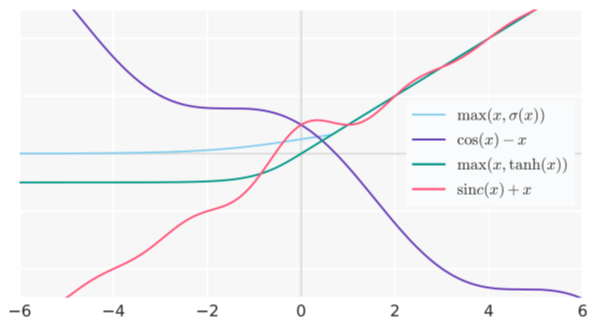 max(x, σ(x))
cos(x) − x
max(x, tanh(x))
sinc(x) + x
−6 −4 −2 0 2 4 6